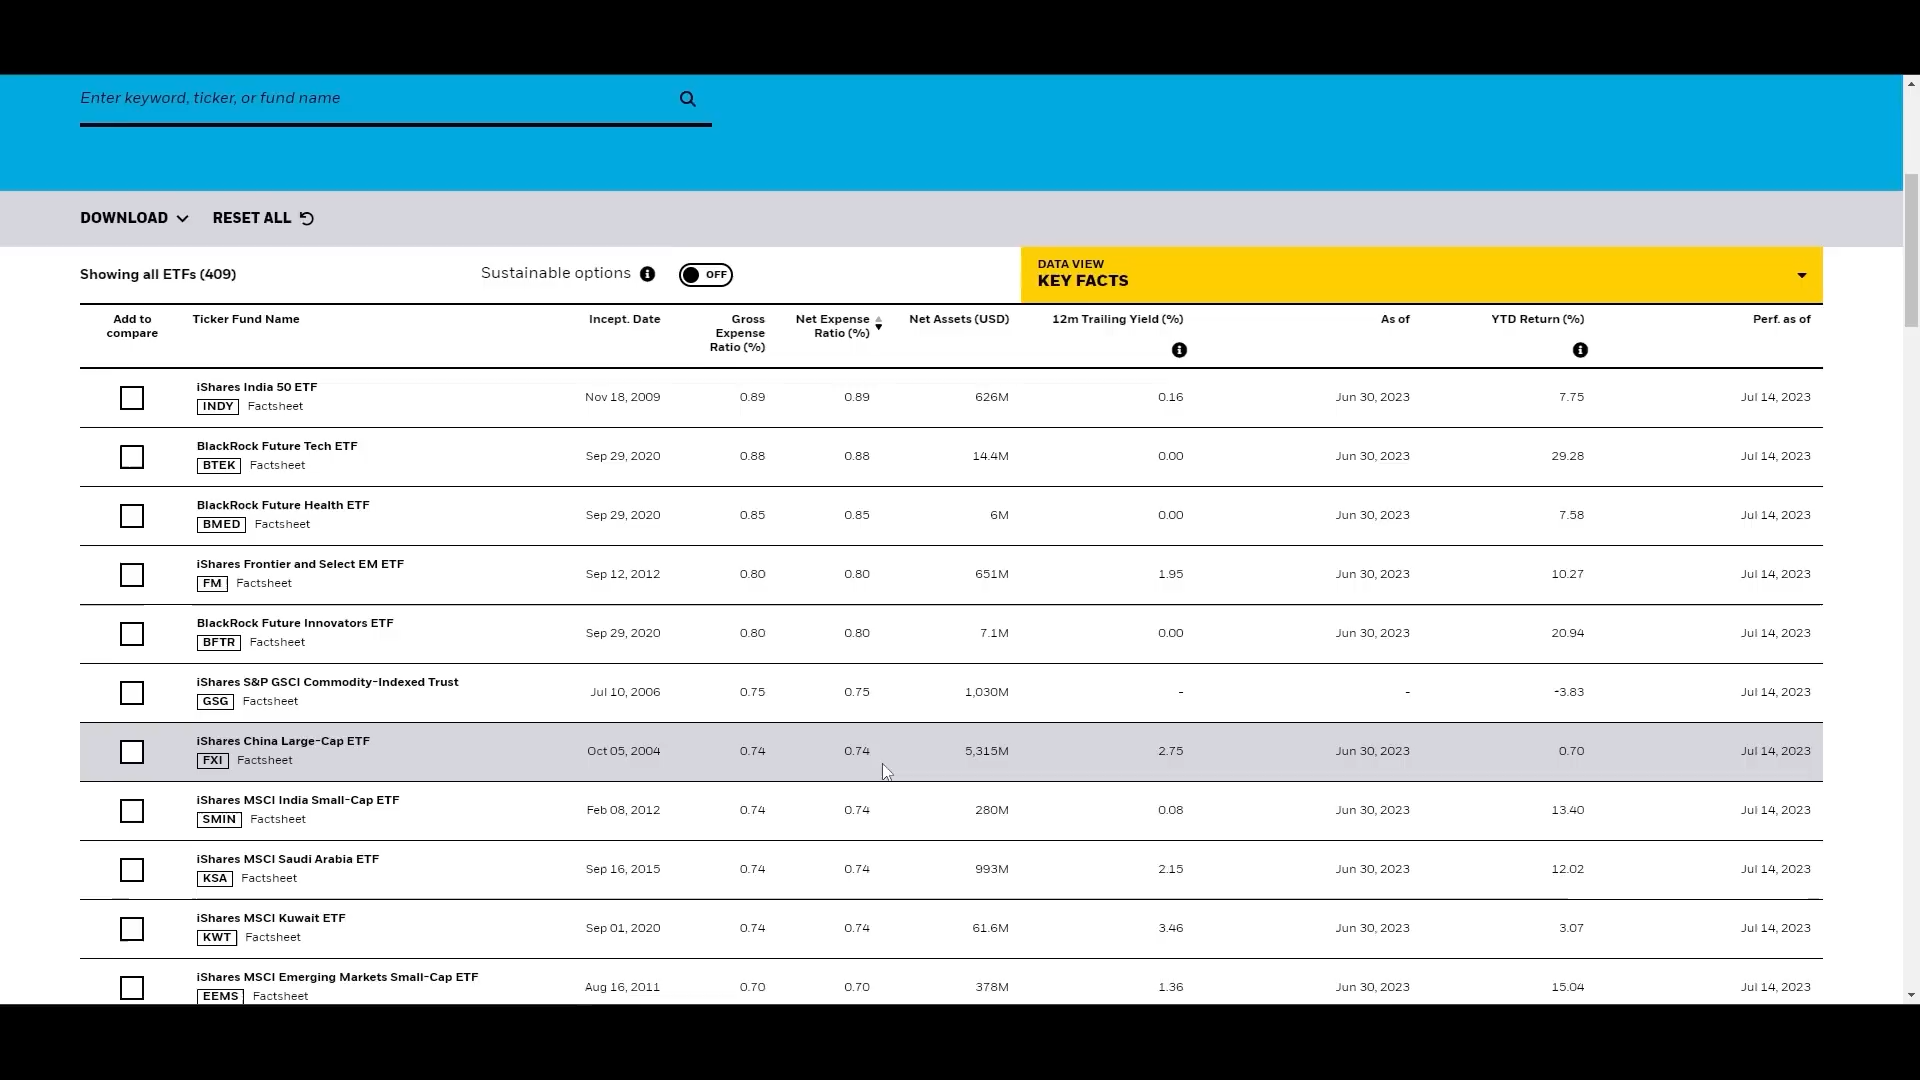 Enter keyword, ticker, or fund name
DOWNLOAD RESET ALL
Showing all ETFs (409) Sustainable options OFF DATA VIEW
KEY FACTS
Add to compare Ticker Fund Name Incept. Date Gross Expense Ratio (%) Net Expense Ratio (%) Net Assets (USD) 12m Trailing Yield (%) As of YTD Return (%) Perf. as of
iShares India 50 ETF
INDY Factsheet Nov 18, 2009 0.89 0.89 626M 0.16 Jun 30, 2023 7.75 Jul 14, 2023
BlackRock Future Tech ETF
BTEK Factsheet Sep 29, 2020 0.88 0.88 14.4M 0.00 Jun 30, 2023 29.28 Jul 14, 2023
BlackRock Future Health ETF
BMED Factsheet Sep 29, 2020 0.85 0.85 6M 0.00 Jun 30, 2023 7.58 Jul 14, 2023
iShares Frontier and Select EM ETF
FM Factsheet Sep 12, 2012 0.80 0.80 651M 1.95 Jun 30, 2023 10.27 Jul 14, 2023
BlackRock Future Innovators ETF
BFTR Factsheet Sep 29, 2020 0.80 0.80 7.1M 0.00 Jun 30, 2023 20.94 Jul 14, 2023
iShares S&P GSCI Commodity-Indexed Trust
GSG Factsheet Jul 10, 2006 0.75 0.75 1,030M - - -3.83 Jul 14, 2023
iShares China Large-Cap ETF
FXI Factsheet Oct 05, 2004 0.74 0.74 5,315M 2.75 Jun 30, 2023 0.70 Jul 14, 2023
iShares MSCI India Small-Cap ETF
SMIN Factsheet Feb 08, 2012 0.74 0.74 280M 0.08 Jun 30, 2023 13.40 Jul 14, 2023
iShares MSCI Saudi Arabia ETF
KSA Factsheet Sep 16, 2015 0.74 0.74 993M 2.15 Jun 30, 2023 12.02 Jul 14, 2023
iShares MSCI Kuwait ETF
KWT Factsheet Sep 01, 2020 0.74 0.74 61.6M 3.46 Jun 30, 2023 3.07 Jul 14, 2023
iShares MSCI Emerging Markets Small-Cap ETF
EEMS Factsheet Aug 16, 2011 0.70 0.70 378M 1.36 Jun 30, 2023 15.04 Jul 14, 2023